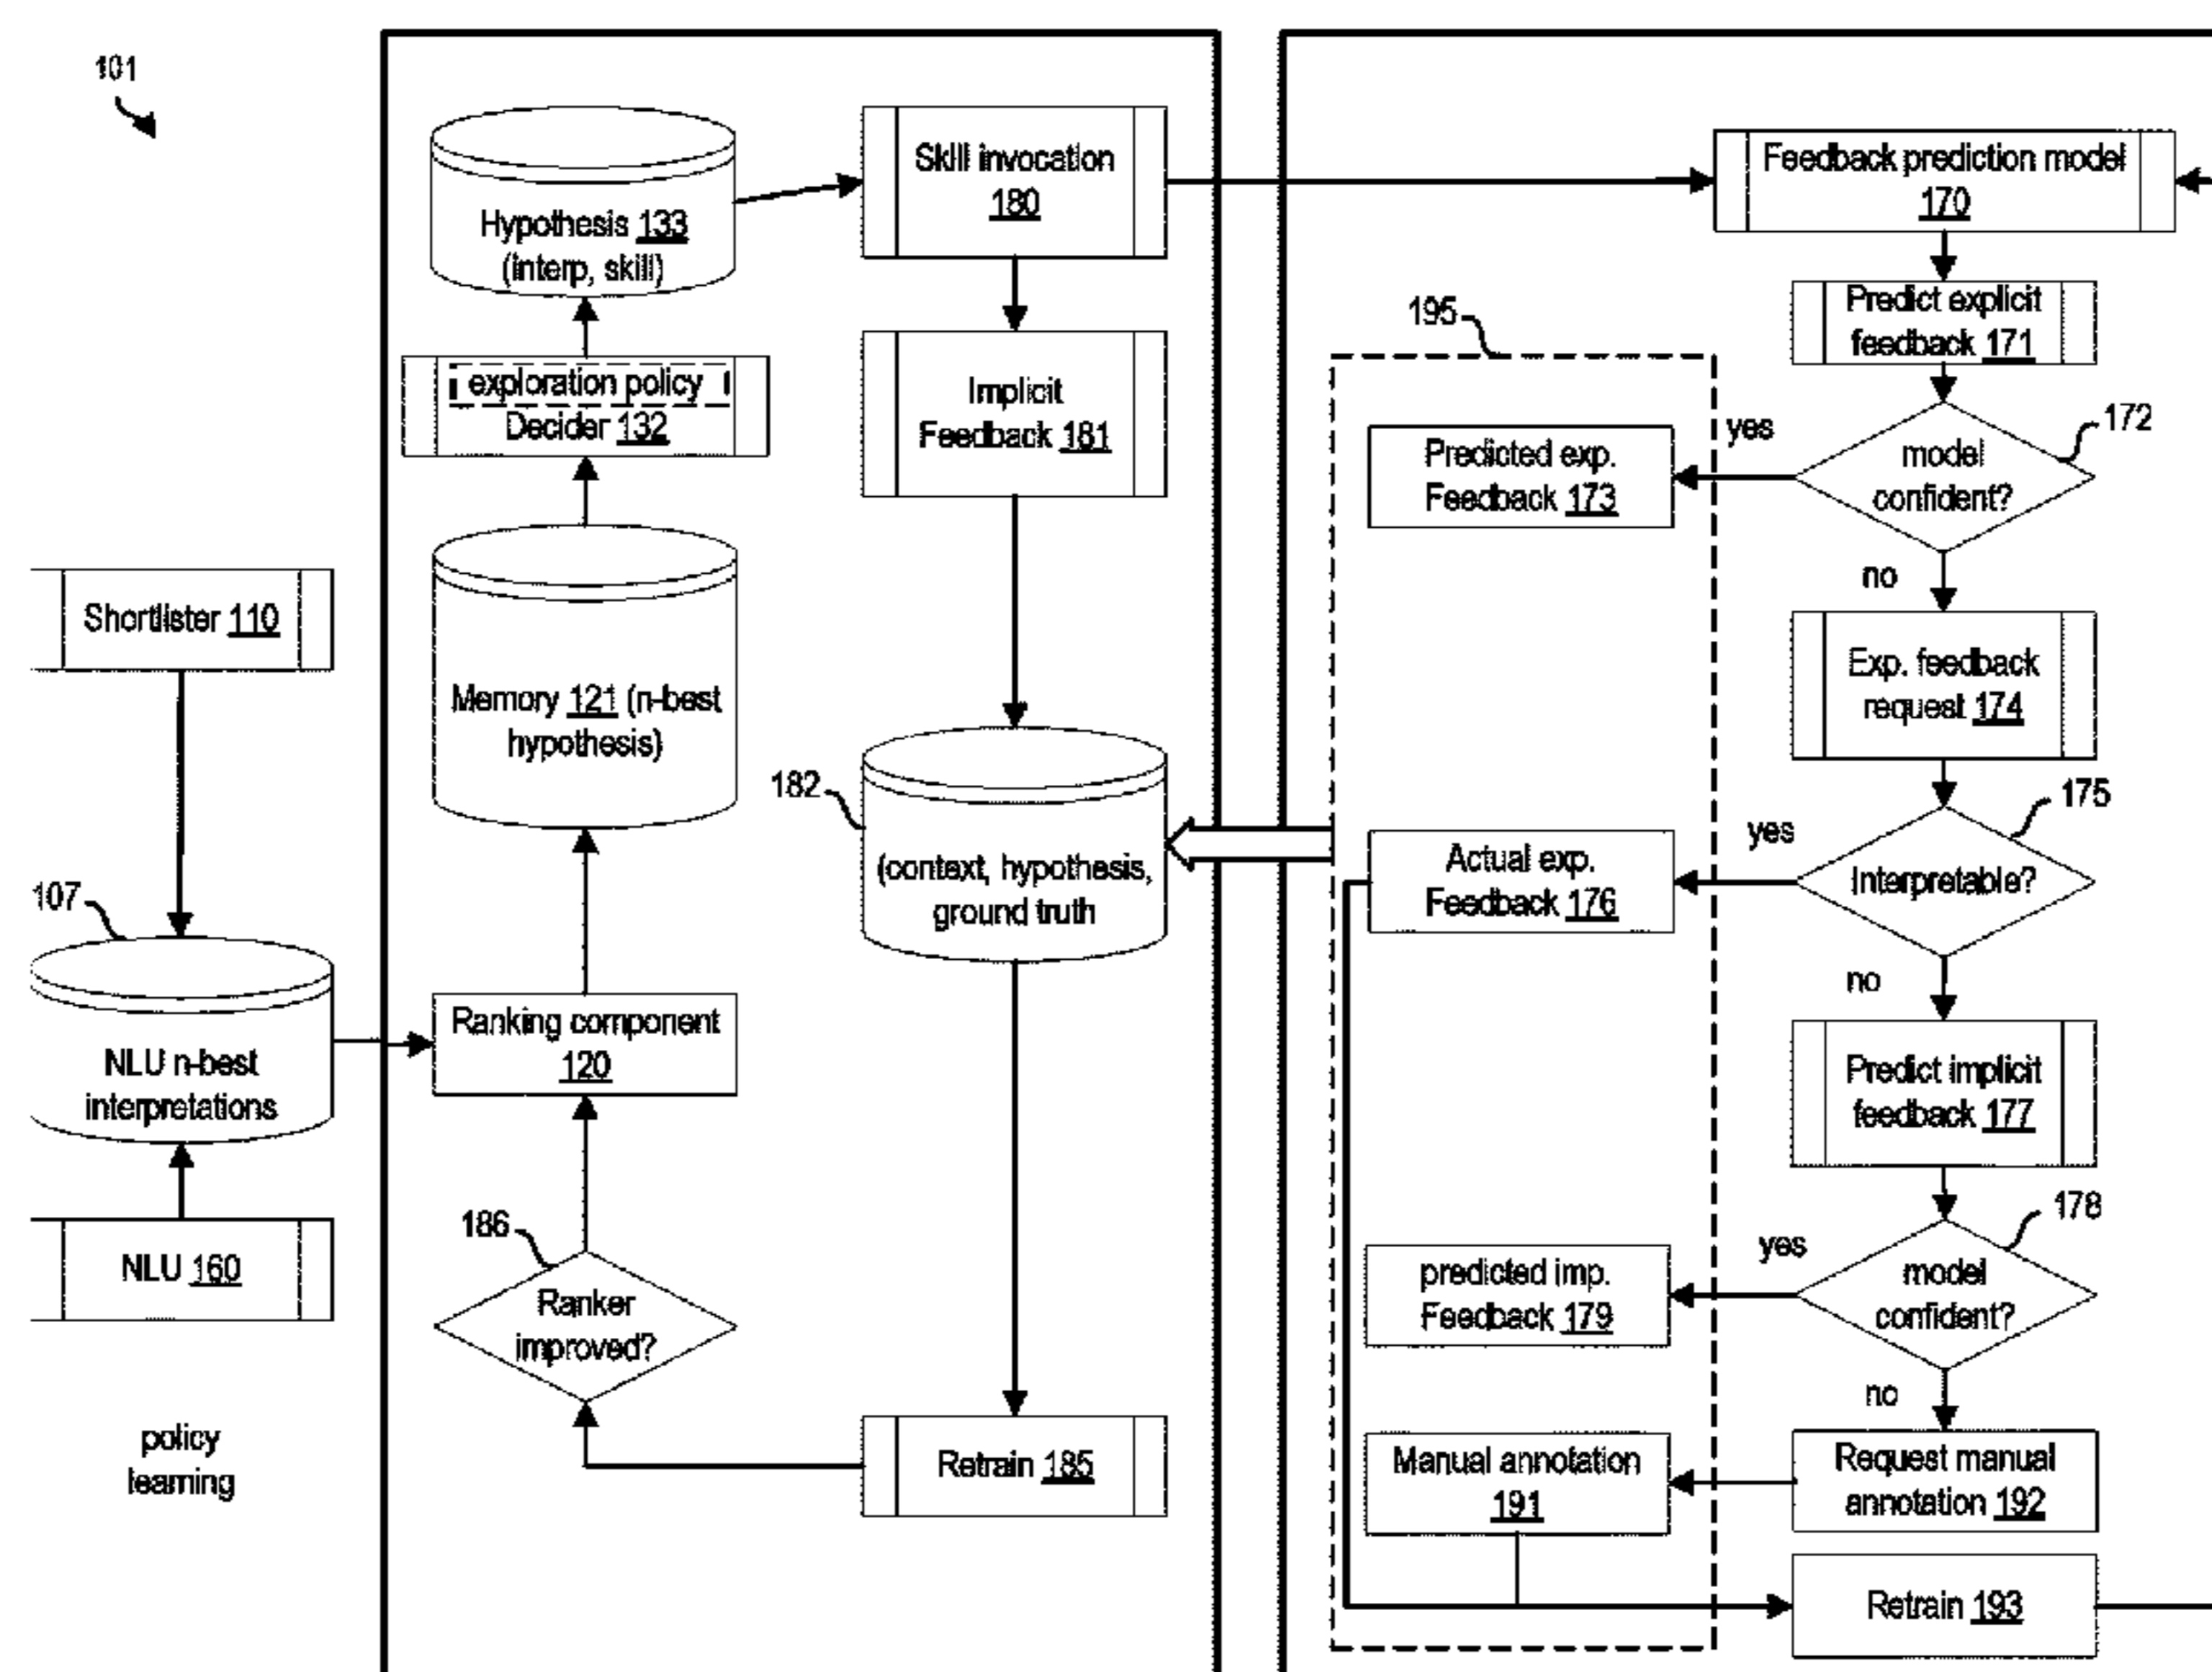 101
Shortlister 110
107
NLU n-best
interpretations
NLU 160
policy
learning
Hypothesis 133
(interp, skill)
exploration policy
Decider 132
Memory 121 (n-best
hypothesis)
Ranking component
120
186
Ranker
improved?
Skill invocation
180
Implicit
Feedback 181
182
(context, hypothesis,
ground truth
Retrain 185
195
Predicted exp.
Feedback 173
Actual exp.
Feedback 176
predicted imp.
Feedback 179
Manual annotation
191
Feedback prediction model
170
Predict explicit
feedback 171
172
yes
model
confident?
no
Exp. feedback
request 174
175
yes
Interpretable?
no
Predict implicit
feedback 177
178
yes
model
confident?
no
Request manual
annotation 192
Retrain 193